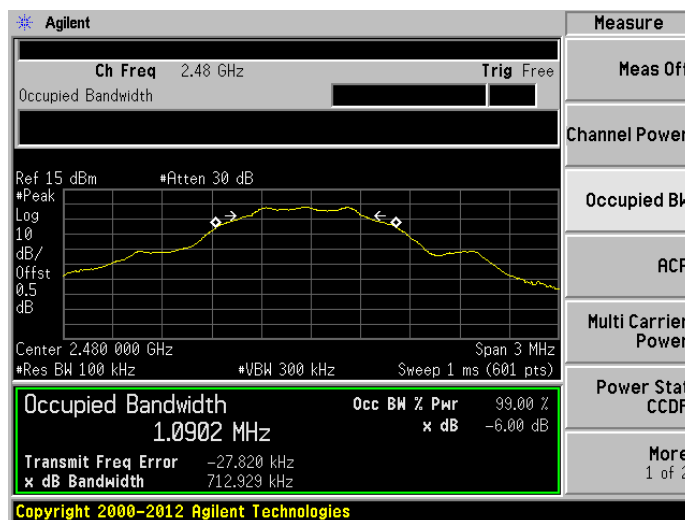 Agilent
Measure
Ch Freq 2.48 GHz Trig Free
Occupied Bandwidth
Meas Off
Channel Power
Occupied BW
ACP
Multi Carrier
Power
Power Stat
CCDF
More
1 of 2
Ref 15 dBm #Atten 30 dB
#Peak
Log
10
dB/
Offst
0.5
dB
Center 2.480 000 GHz Span 3 MHz
#Res BW 100 kHz #VBW 300 kHz Sweep 1 ms (601 pts)
Occupied Bandwidth
1.0902 MHz
Occ BW % Pwr 99.00 %
x dB -6.00 dB
Transmit Freq Error -27.820 kHz
x dB Bandwidth 712.929 kHz
Copyright 2000-2012 Agilent Technologies